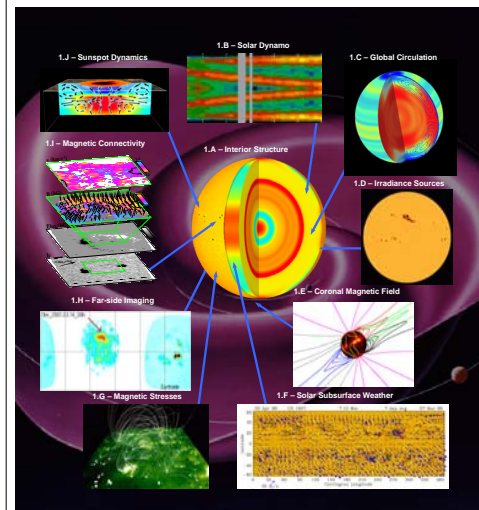 1.J – Sunspot Dynamics
1.B – Solar Dynamo
1.C – Global Circulation
1.I – Magnetic Connectivity
1.A – Interior Structure
1.D – Irradiance Sources
1.H – Far-side Imaging
1.E – Coronal Magnetic Field
1.G – Magnetic Stresses
1.F – Solar Subsurface Weather